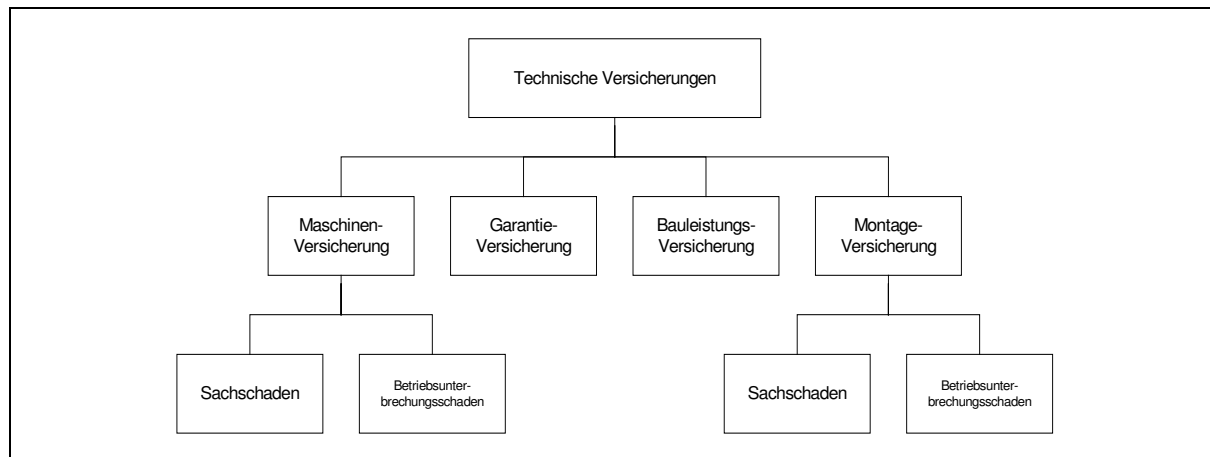 Technische Versicherungen
Maschinen-
Versicherung
Garantie-
Versicherung
Bauleistungs-
Versicherung
Montage-
Versicherung
Sachschaden
Betriebsunter-
brechungsschaden
Sachschaden
Betriebsunter-
brechungsschaden